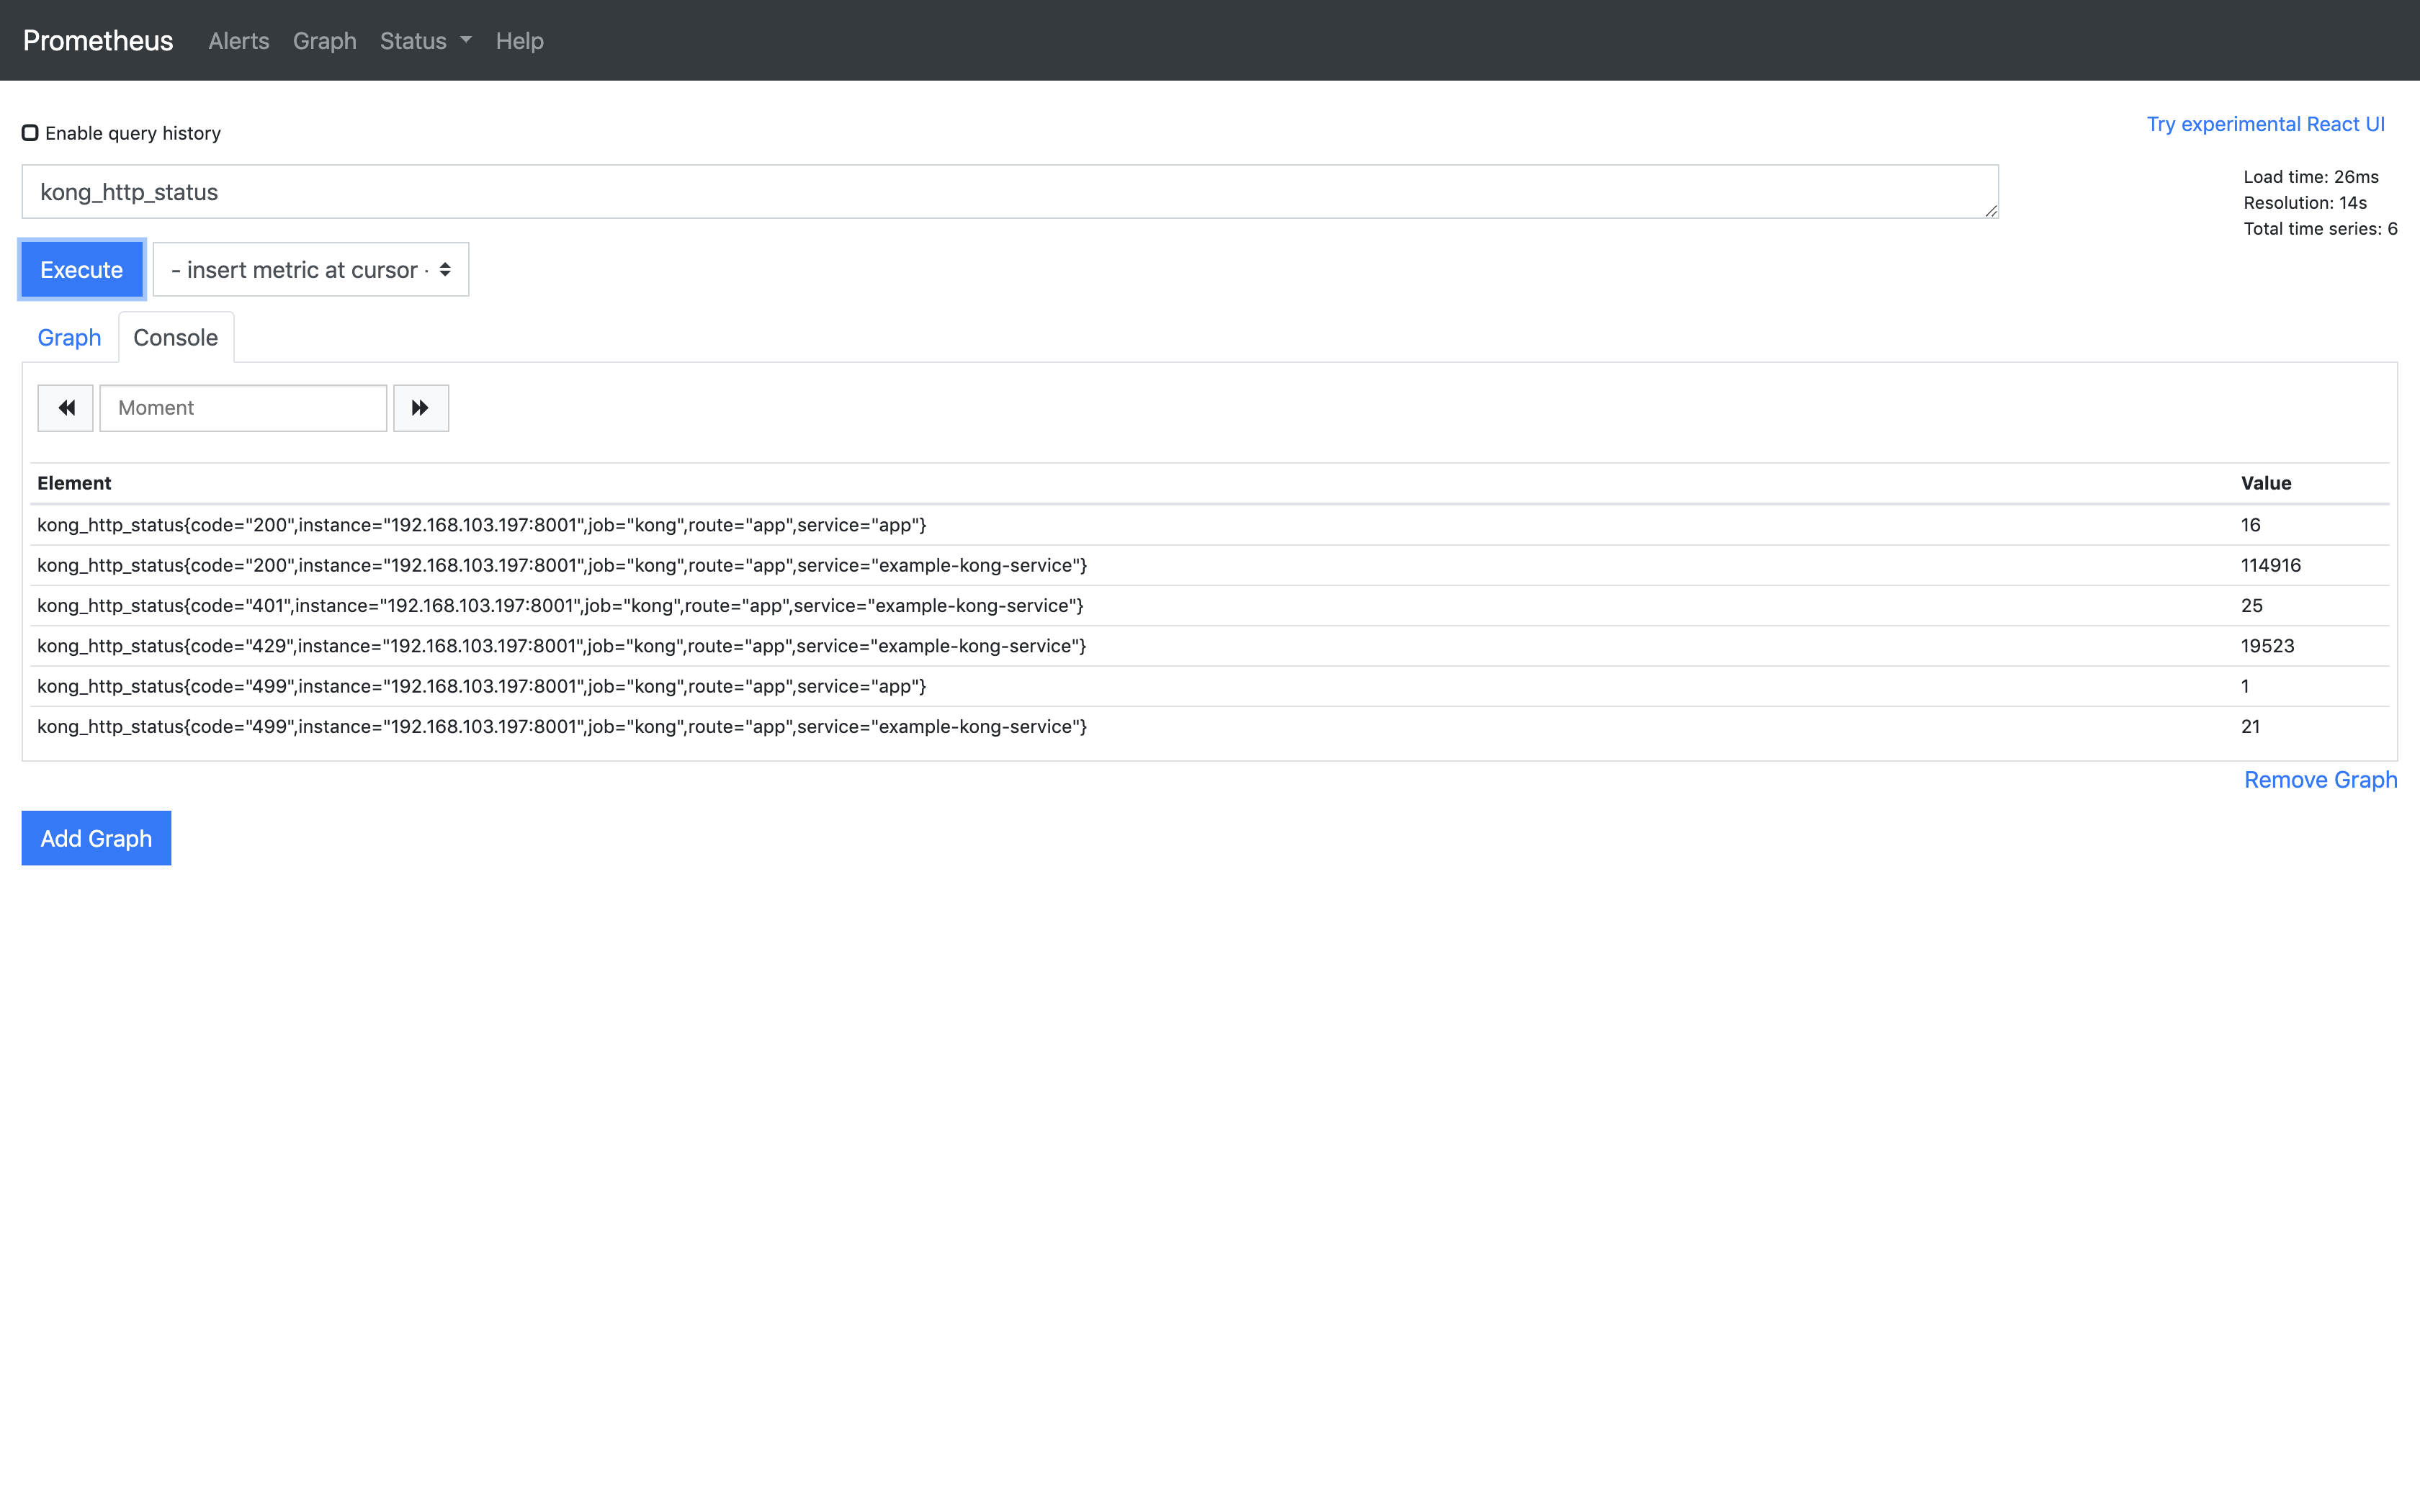 Prometheus Alerts Graph Status Help
Enable query history
Try experimental React UI
kong_http_status
Load time: 26ms
Resolution: 14s
Total time series: 6
Execute
- insert metric at cursor -
Graph Console
Moment
Element Value
kong_http_status{code="200",instance="192.168.103.197:8001",job="kong",route="app",service="app"} 16
kong_http_status{code="200",instance="192.168.103.197:8001",job="kong",route="app",service="example-kong-service"} 114916
kong_http_status{code="401",instance="192.168.103.197:8001",job="kong",route="app",service="example-kong-service"} 25
kong_http_status{code="429",instance="192.168.103.197:8001",job="kong",route="app",service="example-kong-service"} 19523
kong_http_status{code="499",instance="192.168.103.197:8001",job="kong",route="app",service="app"} 1
kong_http_status{code="499",instance="192.168.103.197:8001",job="kong",route="app",service="example-kong-service"} 21
Remove Graph
Add Graph